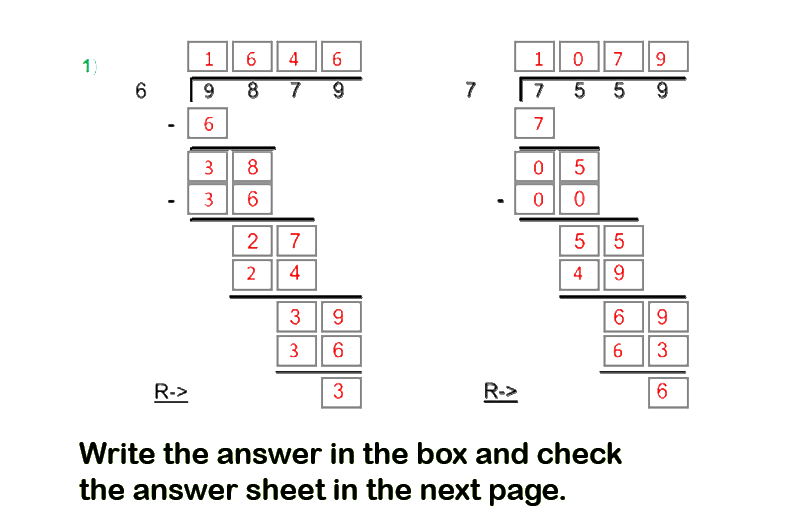 1)
1 6 4 6
6 9 8 7 9
- 6
3 8
- 3 6
2 7
2 4
3 9
3 6
R-> 3
1 0 7 9
7 7 5 5 9
7
0 5
- 0 0
5 5
4 9
6 9
6 3
R-> 6
Write the answer in the box and check
the answer sheet in the next page.